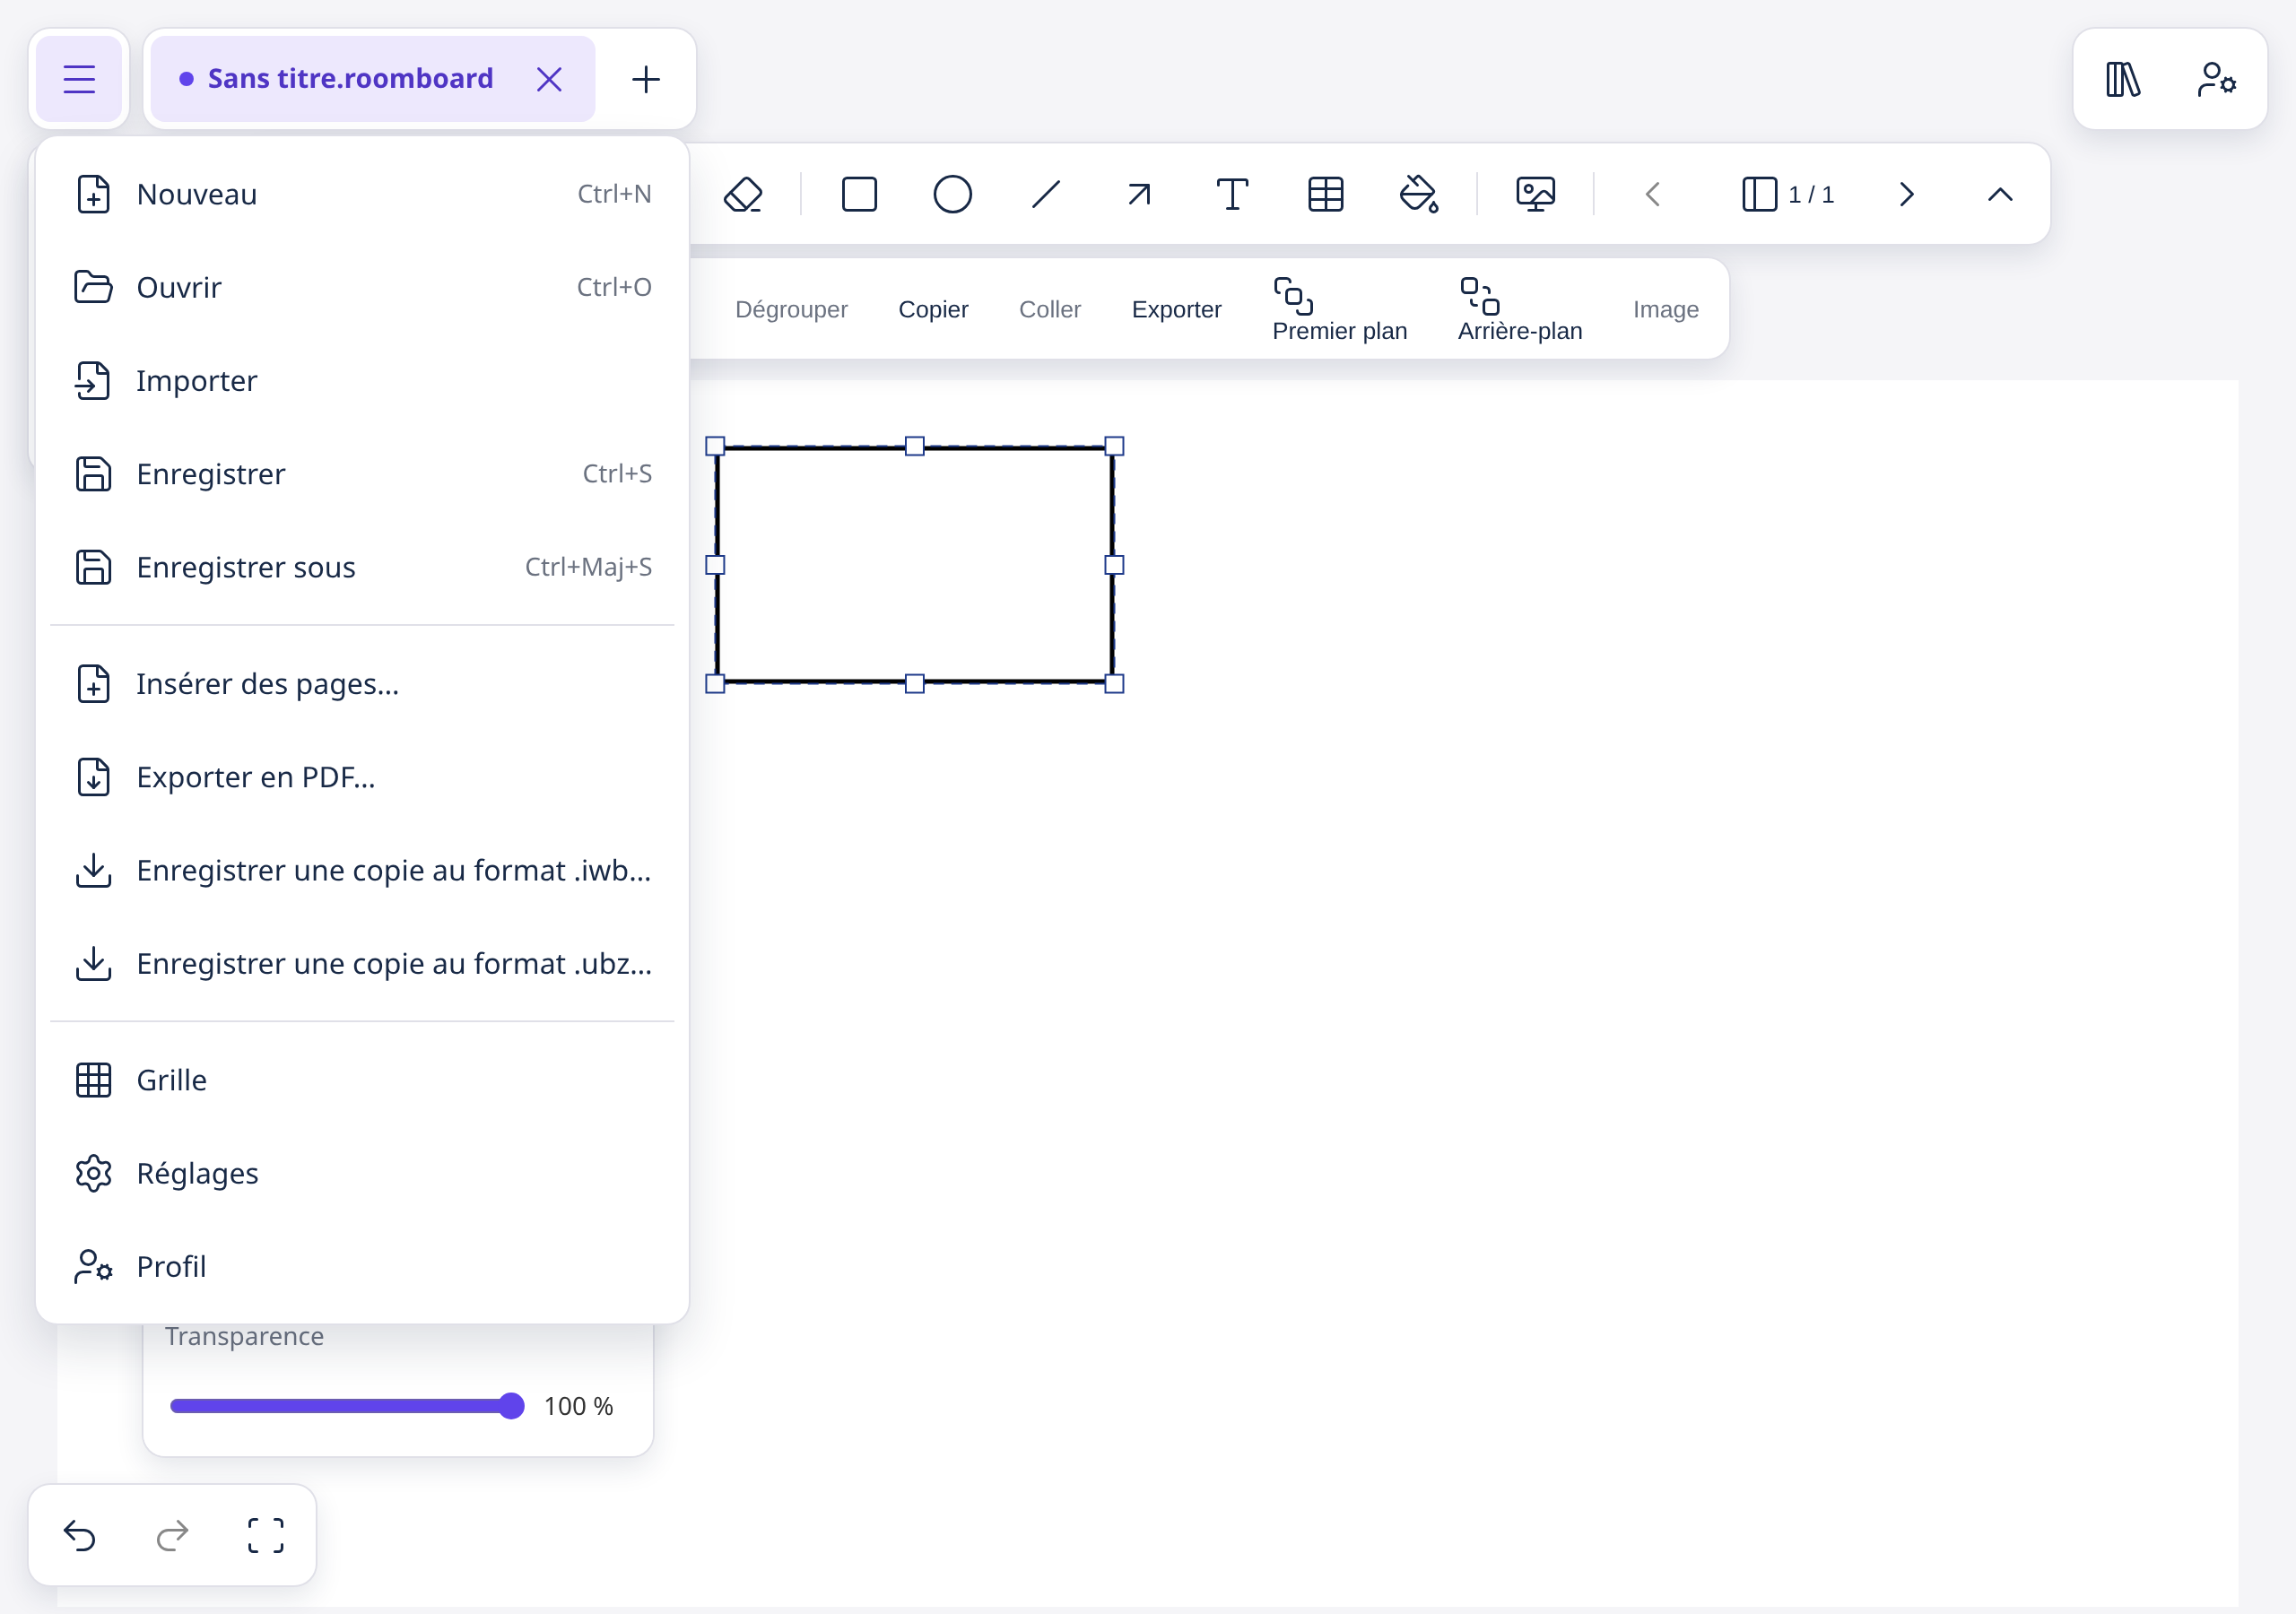 Sans titre.roomboard
Nouveau Ctrl+N
Ouvrir Ctrl+O
Importer
Enregistrer Ctrl+S
Enregistrer sous Ctrl+Maj+S
Insérer des pages...
Exporter en PDF...
Enregistrer une copie au format .iwb...
Enregistrer une copie au format .ubz...
Grille
Réglages
Profil
1 / 1
Dégrouper Copier Coller Exporter Premier plan Arrière-plan Image
Transparence
100 %